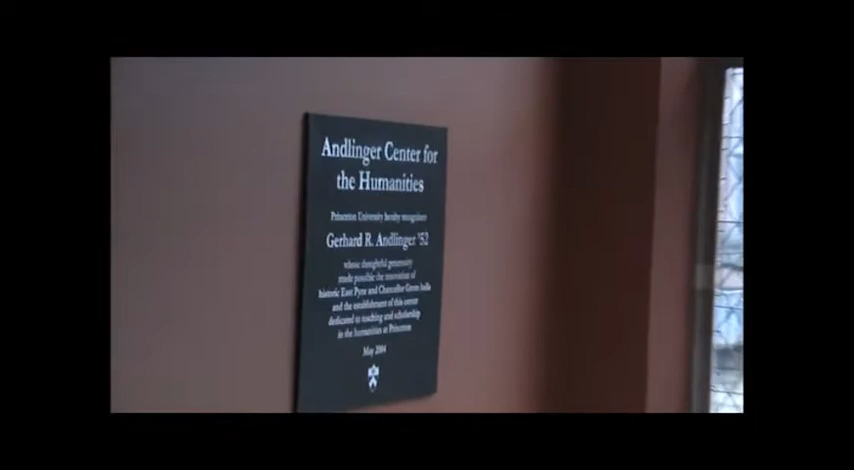 Andlinger Center for
the Humanities
Princeton University hereby recognizes
Gerhard R. Andlinger '52
whose thoughtful generosity
made possible the renovation of
historic East Pyne and Chancellor Green halls
and the establishment of this center
dedicated to teaching and scholarship
in the humanities at Princeton
May 2004